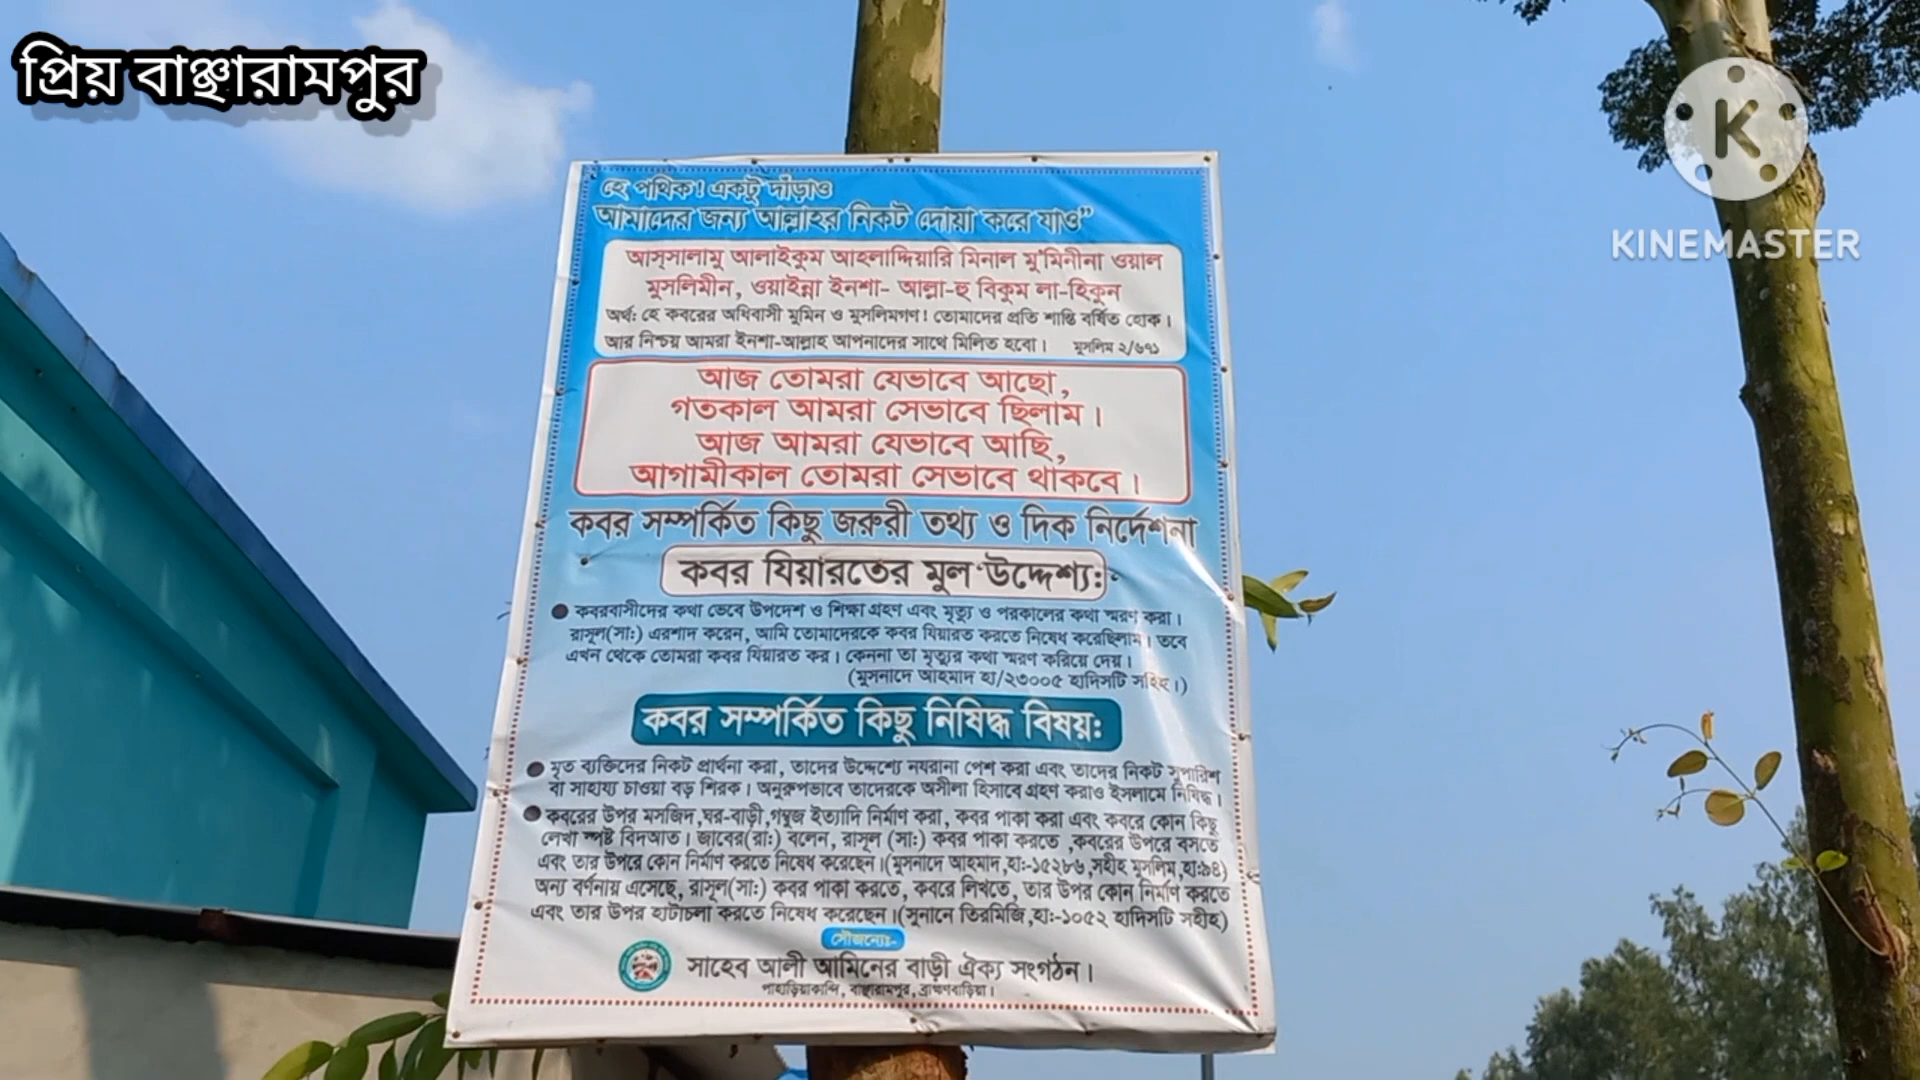 প্রিয় বাঞ্ছারামপুর
KINEMASTER
হে পথিক! একটু দাঁড়াও
আমাদের জন্য আল্লাহর নিকট দোয়া করে যাও”
আস্সালামু আলাইকুম আহলাদ্দিয়ারি মিনাল মু'মিনীনা ওয়াল
মুসলিমীন, ওয়াইন্না ইনশা- আল্লা-হু বিকুম লা-হিকুন
অর্থ: হে কবরের অধিবাসী মুমিন ও মুসলিমগণ! তোমাদের প্রতি শান্তি বর্ষিত হোক।
আর নিশ্চয় আমরা ইনশা-আল্লাহ আপনাদের সাথে মিলিত হবো। মুসলিম ২/৬৭১
আজ তোমরা যেভাবে আছো,
গতকাল আমরা সেভাবে ছিলাম।
আজ আমরা যেভাবে আছি,
আগামীকাল তোমরা সেভাবে থাকবে।
কবর সম্পর্কিত কিছু জরুরী তথ্য ও দিক নির্দেশনা
কবর যিয়ারতের মুল উদ্দেশ্য:
● কবরবাসীদের কথা ভেবে উপদেশ ও শিক্ষা গ্রহণ এবং মৃত্যু ও পরকালের কথা স্মরণ করা।
রাসূল(সা:) এরশাদ করেন, আমি তোমাদেরকে কবর যিয়ারত করতে নিষেধ করেছিলাম। তবে
এখন থেকে তোমরা কবর যিয়ারত কর। কেননা তা মৃত্যুর কথা স্মরণ করিয়ে দেয়।
(মুসনাদে আহমাদ হা/২৩০০৫ হাদিসটি সহিহ।)
কবর সম্পর্কিত কিছু নিষিদ্ধ বিষয়:
● মৃত ব্যক্তিদের নিকট প্রার্থনা করা, তাদের উদ্দেশ্যে নযরানা পেশ করা এবং তাদের নিকট সুপারিশ
বা সাহায্য চাওয়া বড় শিরক। অনুরুপভাবে তাদেরকে অসীলা হিসাবে গ্রহণ করাও ইসলামে নিষিদ্ধ।
● কবরের উপর মসজিদ,ঘর-বাড়ী,গম্বুজ ইত্যাদি নির্মাণ করা, কবর পাকা করা এবং কবরে কোন কিছু
লেখা স্পষ্ট বিদআত। জাবের(রা:) বলেন, রাসূল (সা:) কবর পাকা করতে ,কবরের উপরে বসতে
এবং তার উপরে কোন নির্মাণ করতে নিষেধ করেছেন।(মুসনাদে আহমাদ,হা:-১৫২৮৬,সহীহ মুসলিম,হা:৯৪)
অন্য বর্ণনায় এসেছে, রাসূল(সা:) কবর পাকা করতে, কবরে লিখতে, তার উপর কোন নির্মাণ করতে
এবং তার উপর হাটাচলা করতে নিষেধ করেছেন।(সুনানে তিরমিজি,হা:-১০৫২ হাদিসটি সহীহ)
সৌজন্যেঃ-
সাহেব আলী আমিনের বাড়ী ঐক্য সংগঠন।
পাহাড়িয়াকান্দি, বাঞ্ছারামপুর, ব্রাহ্মণবাড়িয়া।